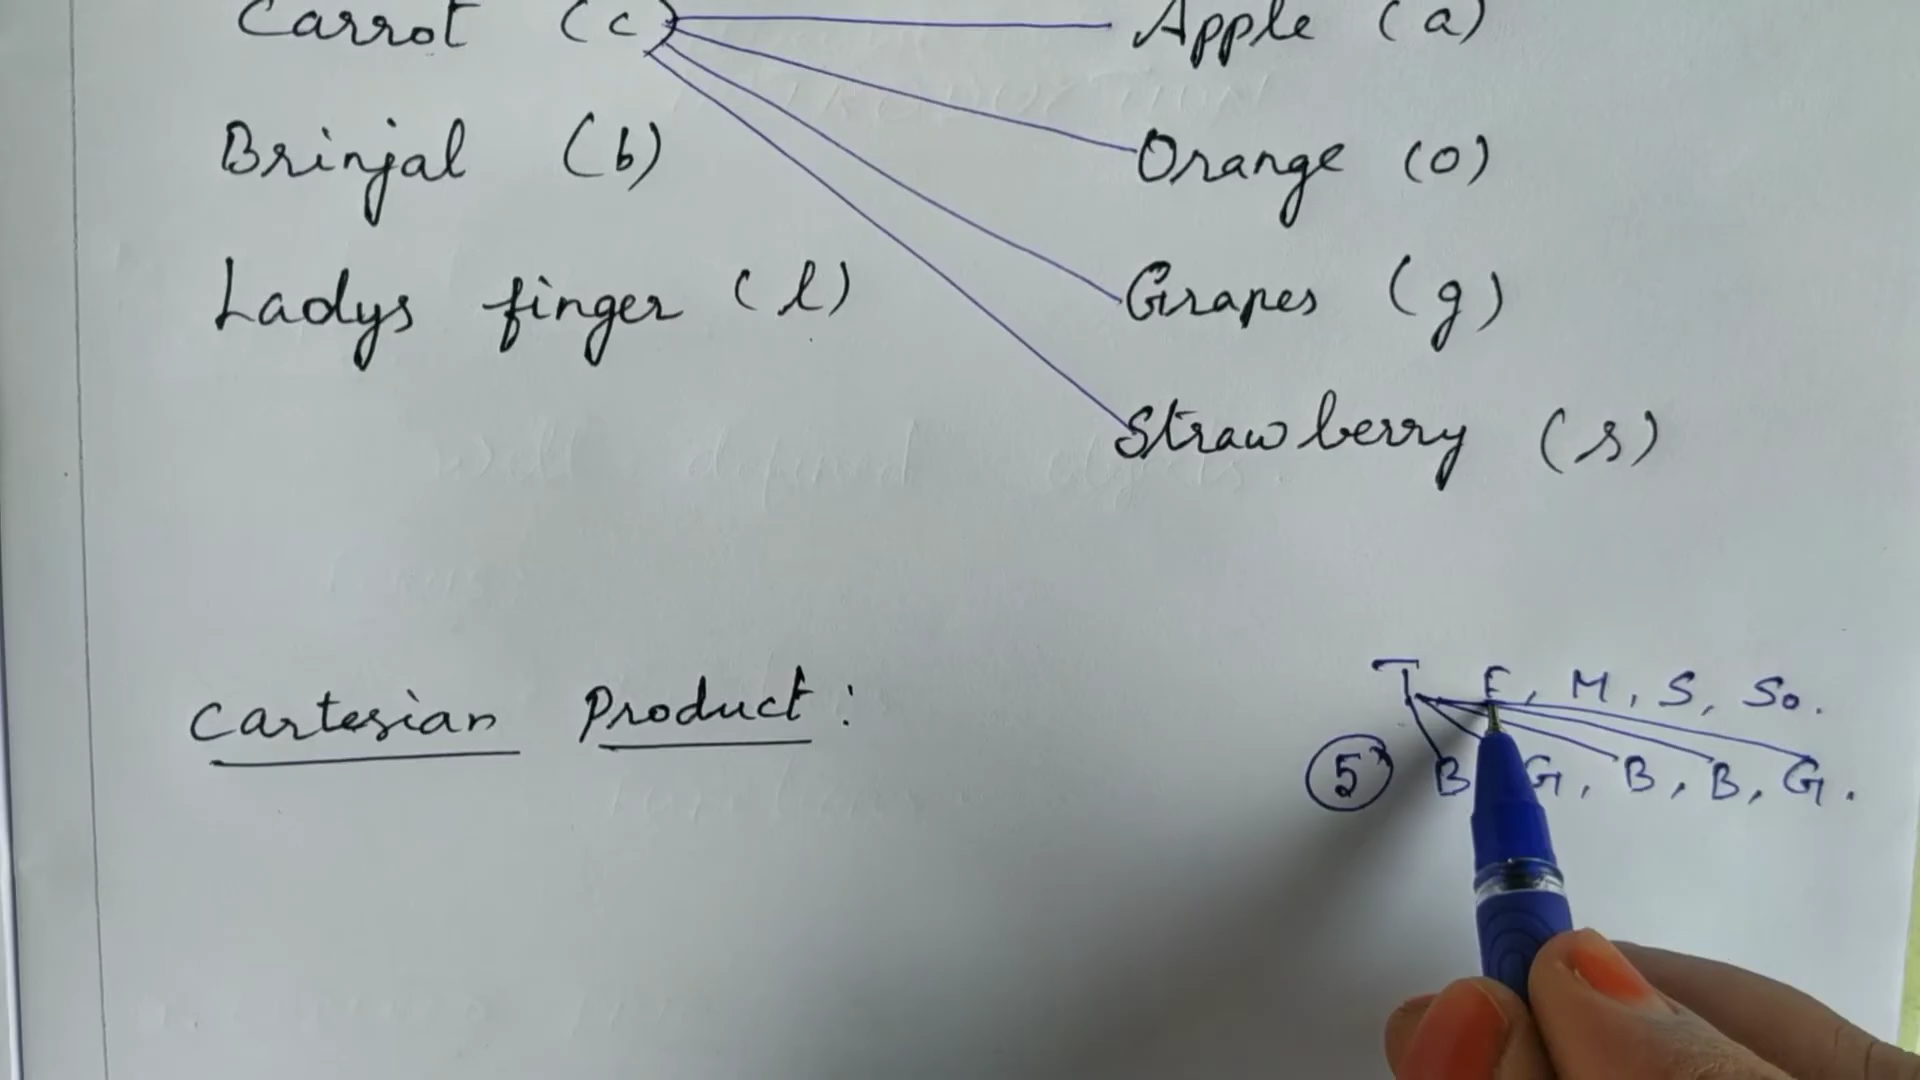 Carrot (c) Apple (a)
Brinjal (b) Orange (o)
Ladys finger (l) Grapes (g)
Strawberry (s)
Cartesian Product :
T E, M, S, So.
5 B G, B, B, G.